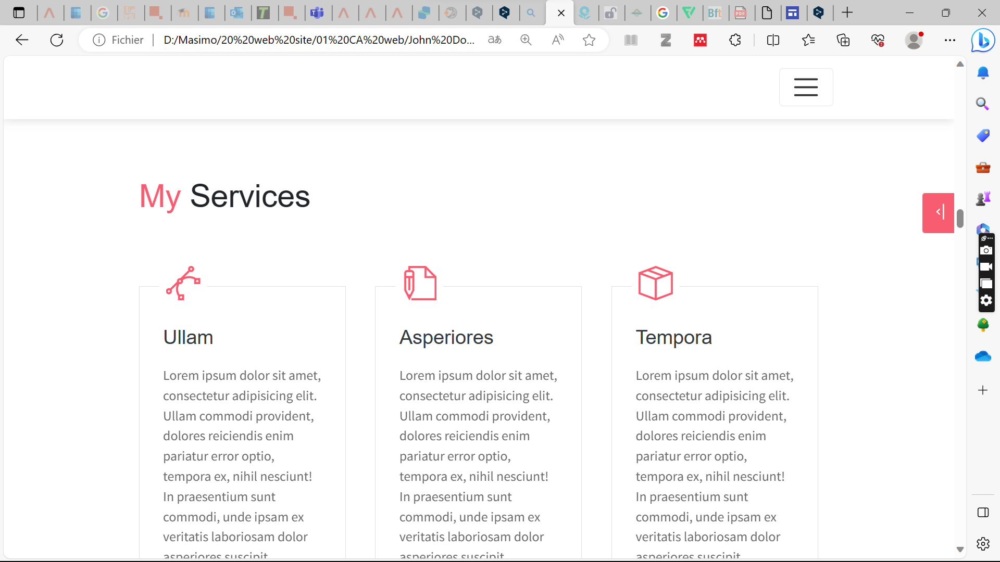 Fichier
D:/Masimo/20%20web%20site/01%20CA%20web/John%20Do...
My Services
Ullam
Asperiores
Tempora
Lorem ipsum dolor sit amet,
consectetur adipisicing elit.
Ullam commodi provident,
dolores reiciendis enim
pariatur error optio,
tempora ex, nihil nesciunt!
In praesentium sunt
commodi, unde ipsam ex
veritatis laboriosam dolor
asperiores suscipit
Lorem ipsum dolor sit amet,
consectetur adipisicing elit.
Ullam commodi provident,
dolores reiciendis enim
pariatur error optio,
tempora ex, nihil nesciunt!
In praesentium sunt
commodi, unde ipsam ex
veritatis laboriosam dolor
asperiores suscipit
Lorem ipsum dolor sit amet,
consectetur adipisicing elit.
Ullam commodi provident,
dolores reiciendis enim
pariatur error optio,
tempora ex, nihil nesciunt!
In praesentium sunt
commodi, unde ipsam ex
veritatis laboriosam dolor
asperiores suscipit